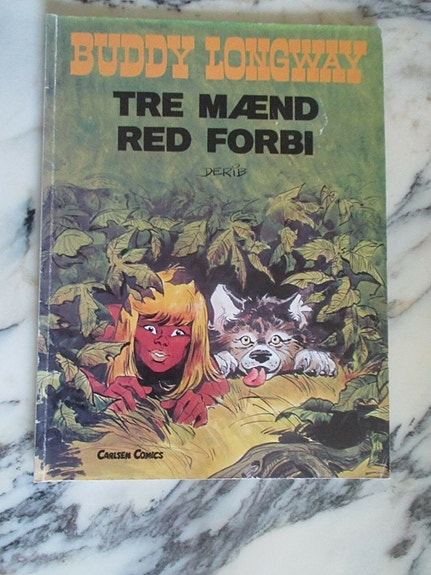 BUDDY LONGWAY
TRE MÆND
RED FORBI
DERIB
CARLSEN COMICS